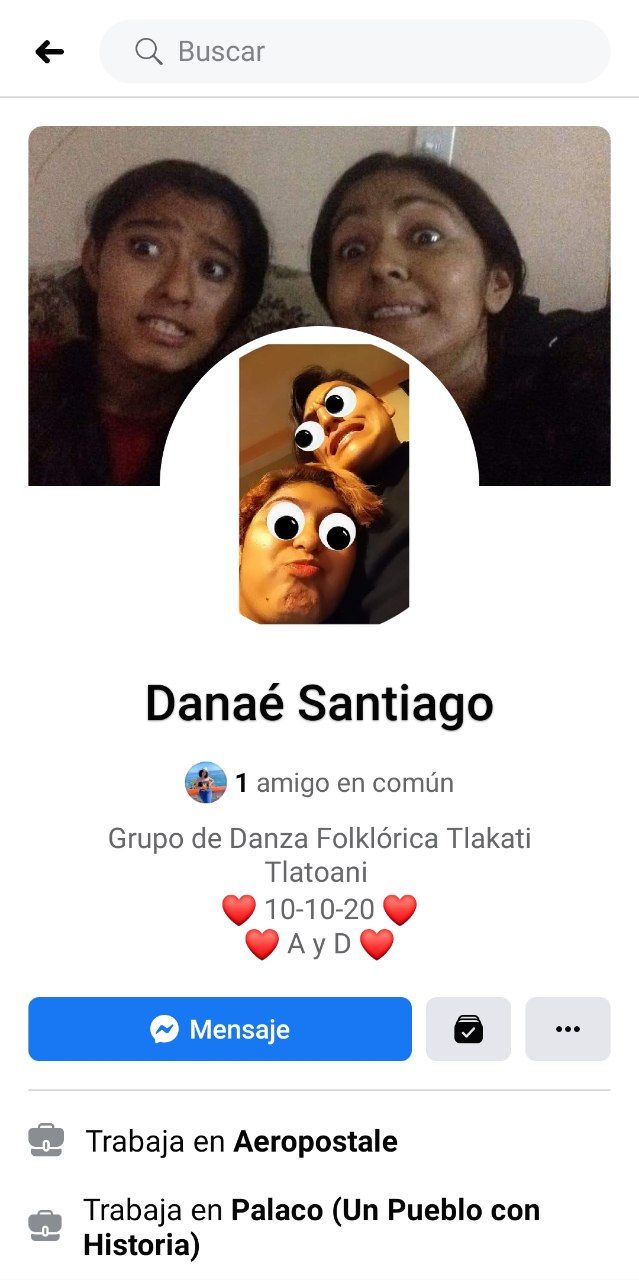 Buscar
Danaé Santiago
1 amigo en común
Grupo de Danza Folklórica Tlakati
Tlatoani
❤️ 10-10-20 ❤️
❤️ A y D ❤️
Mensaje
Trabaja en Aeropostale
Trabaja en Palaco (Un Pueblo con
Historia)